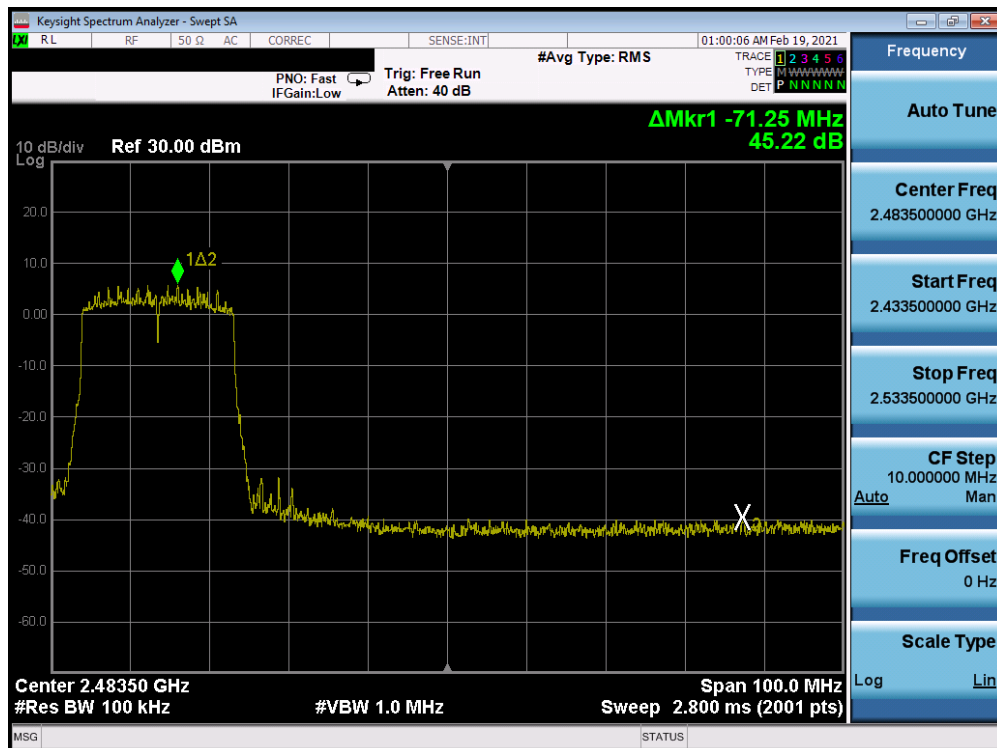 Keysight Spectrum Analyzer - Swept SA
LXI RL RF 50 Ω AC CORREC SENSE:INT 01:00:06 AM Feb 19, 2021
#Avg Type: RMS
TRACE 1 2 3 4 5 6
TYPE M W W W W W
DET P N N N N N
PNO: Fast
IFGain:Low
Trig: Free Run
Atten: 40 dB
ΔMkr1 -71.25 MHz
45.22 dB
10 dB/div Ref 30.00 dBm
Log
20.0
10.0
0.00
-10.0
-20.0
-30.0
-40.0
-50.0
-60.0
1Δ2
X2
Center 2.48350 GHz Span 100.0 MHz
#Res BW 100 kHz #VBW 1.0 MHz Sweep 2.800 ms (2001 pts)
MSG STATUS
Frequency
Auto Tune
Center Freq
2.483500000 GHz
Start Freq
2.433500000 GHz
Stop Freq
2.533500000 GHz
CF Step
10.000000 MHz
Auto Man
Freq Offset
0 Hz
Scale Type
Log Lin